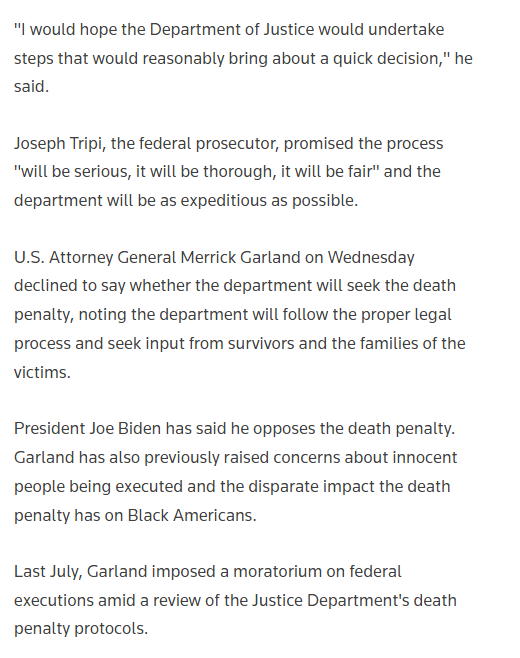 "I would hope the Department of Justice would undertake
steps that would reasonably bring about a quick decision," he
said.
Joseph Tripi, the federal prosecutor, promised the process
"will be serious, it will be thorough, it will be fair" and the
department will be as expeditious as possible.
U.S. Attorney General Merrick Garland on Wednesday
declined to say whether the department will seek the death
penalty, noting the department will follow the proper legal
process and seek input from survivors and the families of the
victims.
President Joe Biden has said he opposes the death penalty.
Garland has also previously raised concerns about innocent
people being executed and the disparate impact the death
penalty has on Black Americans.
Last July, Garland imposed a moratorium on federal
executions amid a review of the Justice Department's death
penalty protocols.